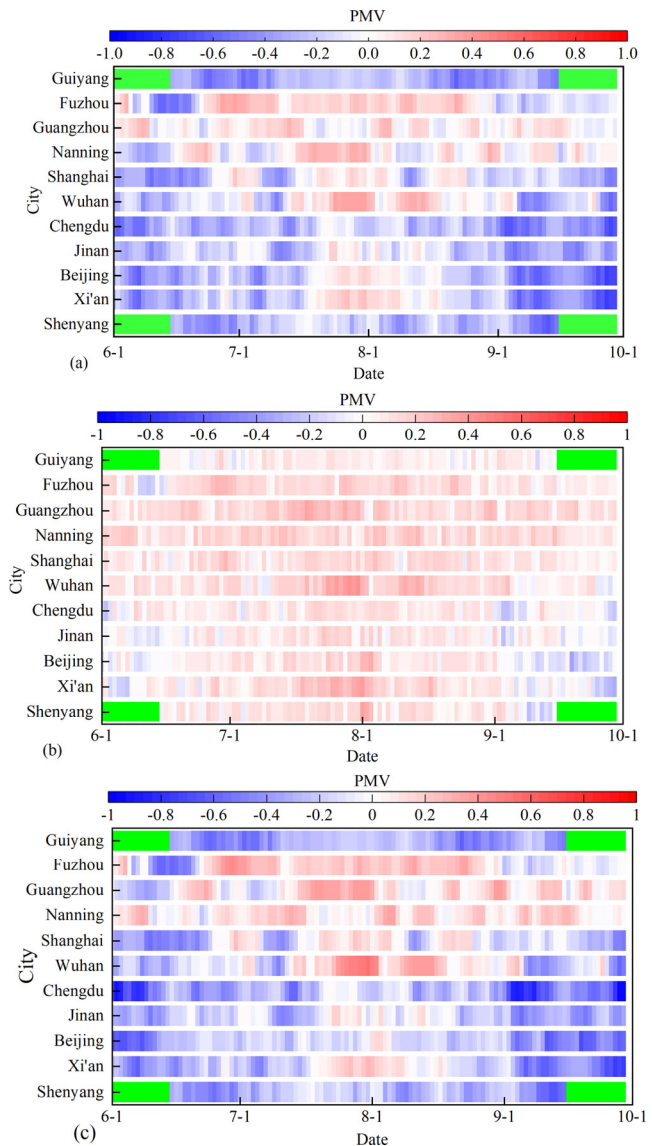 PMV
-1.0 -0.8 -0.6 -0.4 -0.2 0.0 0.2 0.4 0.6 0.8 1.0
Guiyang
Fuzhou
Guangzhou
Nanning
Shanghai
Wuhan
Chengdu
Jinan
Beijing
Xi'an
Shenyang
City
6-1 7-1 8-1 9-1 10-1
Date
(a)
PMV
-1 -0.8 -0.6 -0.4 -0.2 0 0.2 0.4 0.6 0.8 1
Guiyang
Fuzhou
Guangzhou
Nanning
Shanghai
Wuhan
Chengdu
Jinan
Beijing
Xi'an
Shenyang
City
6-1 7-1 8-1 9-1 10-1
Date
(b)
PMV
-1 -0.8 -0.6 -0.4 -0.2 0 0.2 0.4 0.6 0.8 1
Guiyang
Fuzhou
Guangzhou
Nanning
Shanghai
Wuhan
Chengdu
Jinan
Beijing
Xi'an
Shenyang
City
6-1 7-1 8-1 9-1 10-1
Date
(c)